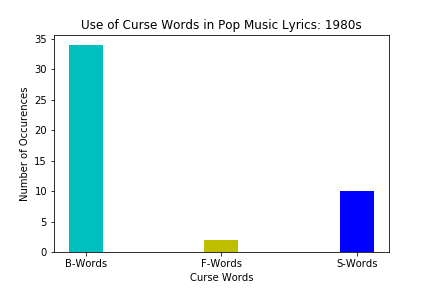 Use of Curse Words in Pop Music Lyrics: 1980s
Number of Occurences
35
30
25
20
15
10
5
0
B-Words F-Words S-Words
Curse Words